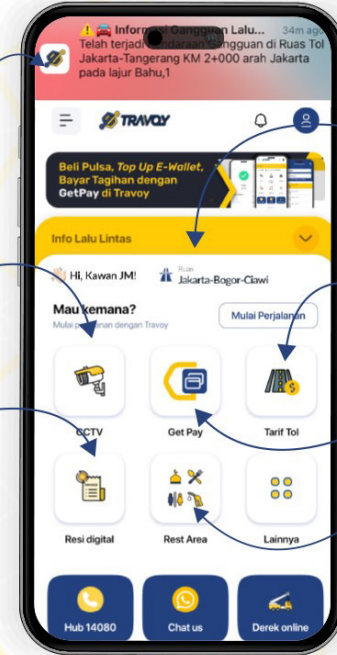 Informasi Gangguan Lalu... 34m ago
Telah terjadi Kendaraan Gangguan di Ruas Tol
Jakarta-Tangerang KM 2+000 arah Jakarta
pada lajur Bahu,1
TRAVOY
Beli Pulsa, Top Up E-Wallet,
Bayar Tagihan dengan
GetPay di Travoy
Info Lalu Lintas
Hi, Kawan JM!
Ruas
Jakarta-Bogor-Ciawi
Mau kemana?
Mulai perjalanan dengan Travoy
Mulai Perjalanan
CCTV
Get Pay
Tarif Tol
Resi digital
Rest Area
Lainnya
Hub 14080
Chat us
Derek online